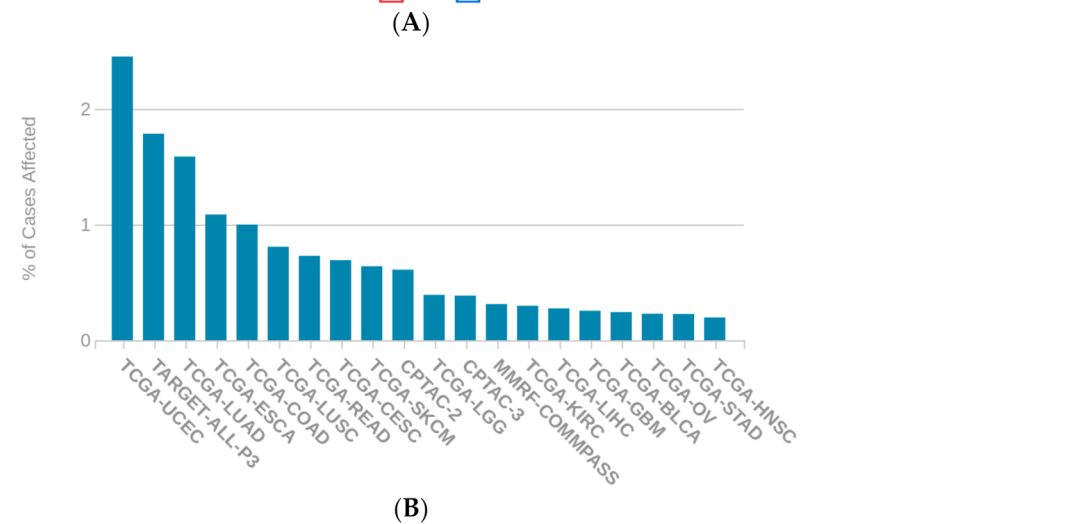 (A)
% of Cases Affected
2
1
0
TCGA-UCEC
TARGET-ALL-P3
TCGA-LUAD
TCGA-ESCA
TCGA-COAD
TCGA-LUSC
TCGA-READ
TCGA-CESC
TCGA-SKCM
CPTAC-2
TCGA-LGG
CPTAC-3
MMRF-COMMPASS
TCGA-KIRC
TCGA-LIHC
TCGA-GBM
TCGA-BLCA
TCGA-OV
TCGA-STAD
TCGA-HNSC
(B)